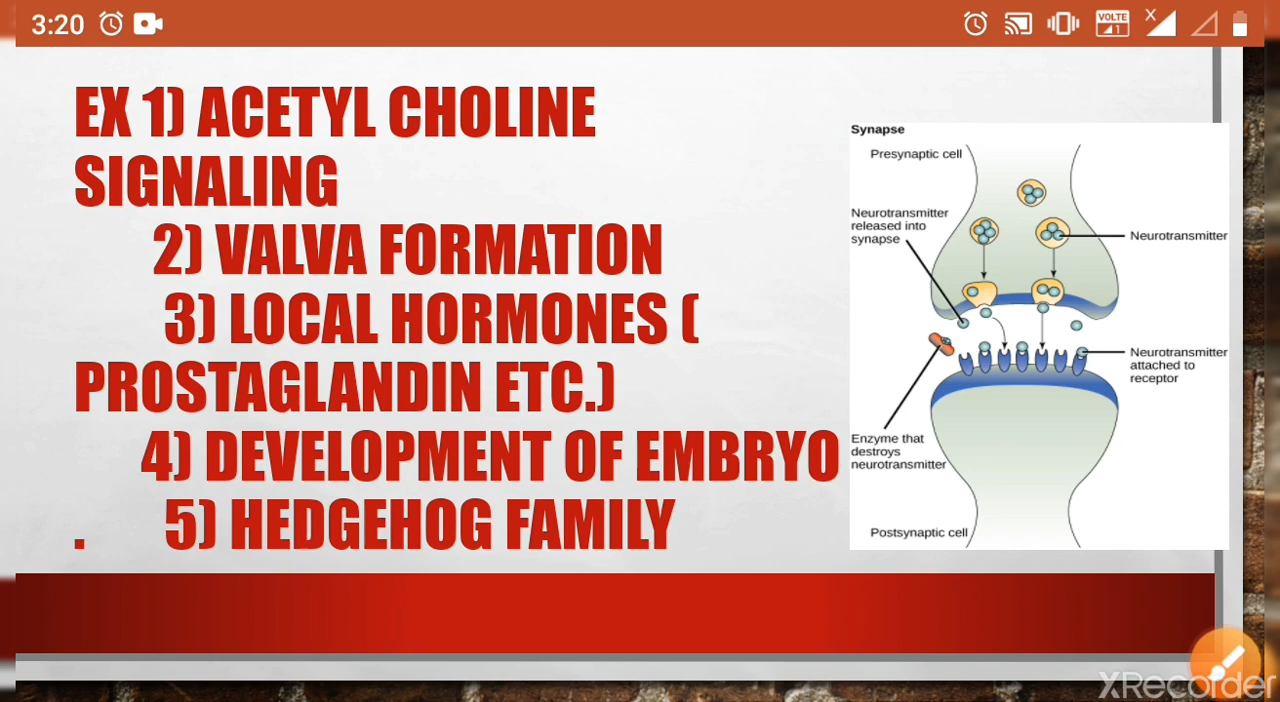 3:20
VOLTE
1
X
EX 1) ACETYL CHOLINE
SIGNALING
2) VALVA FORMATION
3) LOCAL HORMONES (
PROSTAGLANDIN ETC.)
4) DEVELOPMENT OF EMBRYO
. 5) HEDGEHOG FAMILY
Synapse
Presynaptic cell
Neurotransmitter
released into
synapse
Neurotransmitter
Neurotransmitter
attached to
receptor
Enzyme that
destroys
neurotransmitter
Postsynaptic cell
XRecorder